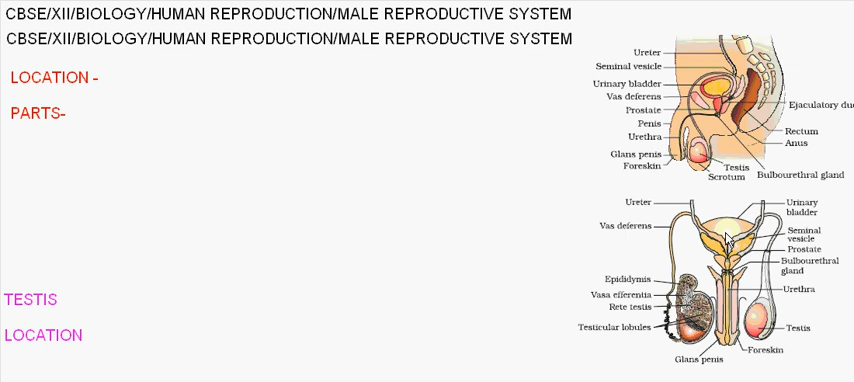 CBSE/XII/BIOLOGY/HUMAN REPRODUCTION/MALE REPRODUCTIVE SYSTEM
CBSE/XII/BIOLOGY/HUMAN REPRODUCTION/MALE REPRODUCTIVE SYSTEM
LOCATION -
PARTS-
TESTIS
LOCATION
Ureter
Seminal vesicle
Urinary bladder
Vas deferens
Prostate
Penis
Urethra
Glans penis
Foreskin
Ejaculatory duc
Rectum
Anus
Testis
Scrotum
Bulbourethral gland
Ureter
Vas deferens
Epididymis
Vasa efferentia
Rete testis
Testicular lobules
Urinary
bladder
Seminal
vesicle
Prostate
Bulbourethral
gland
Urethra
Testis
Foreskin
Glans penis